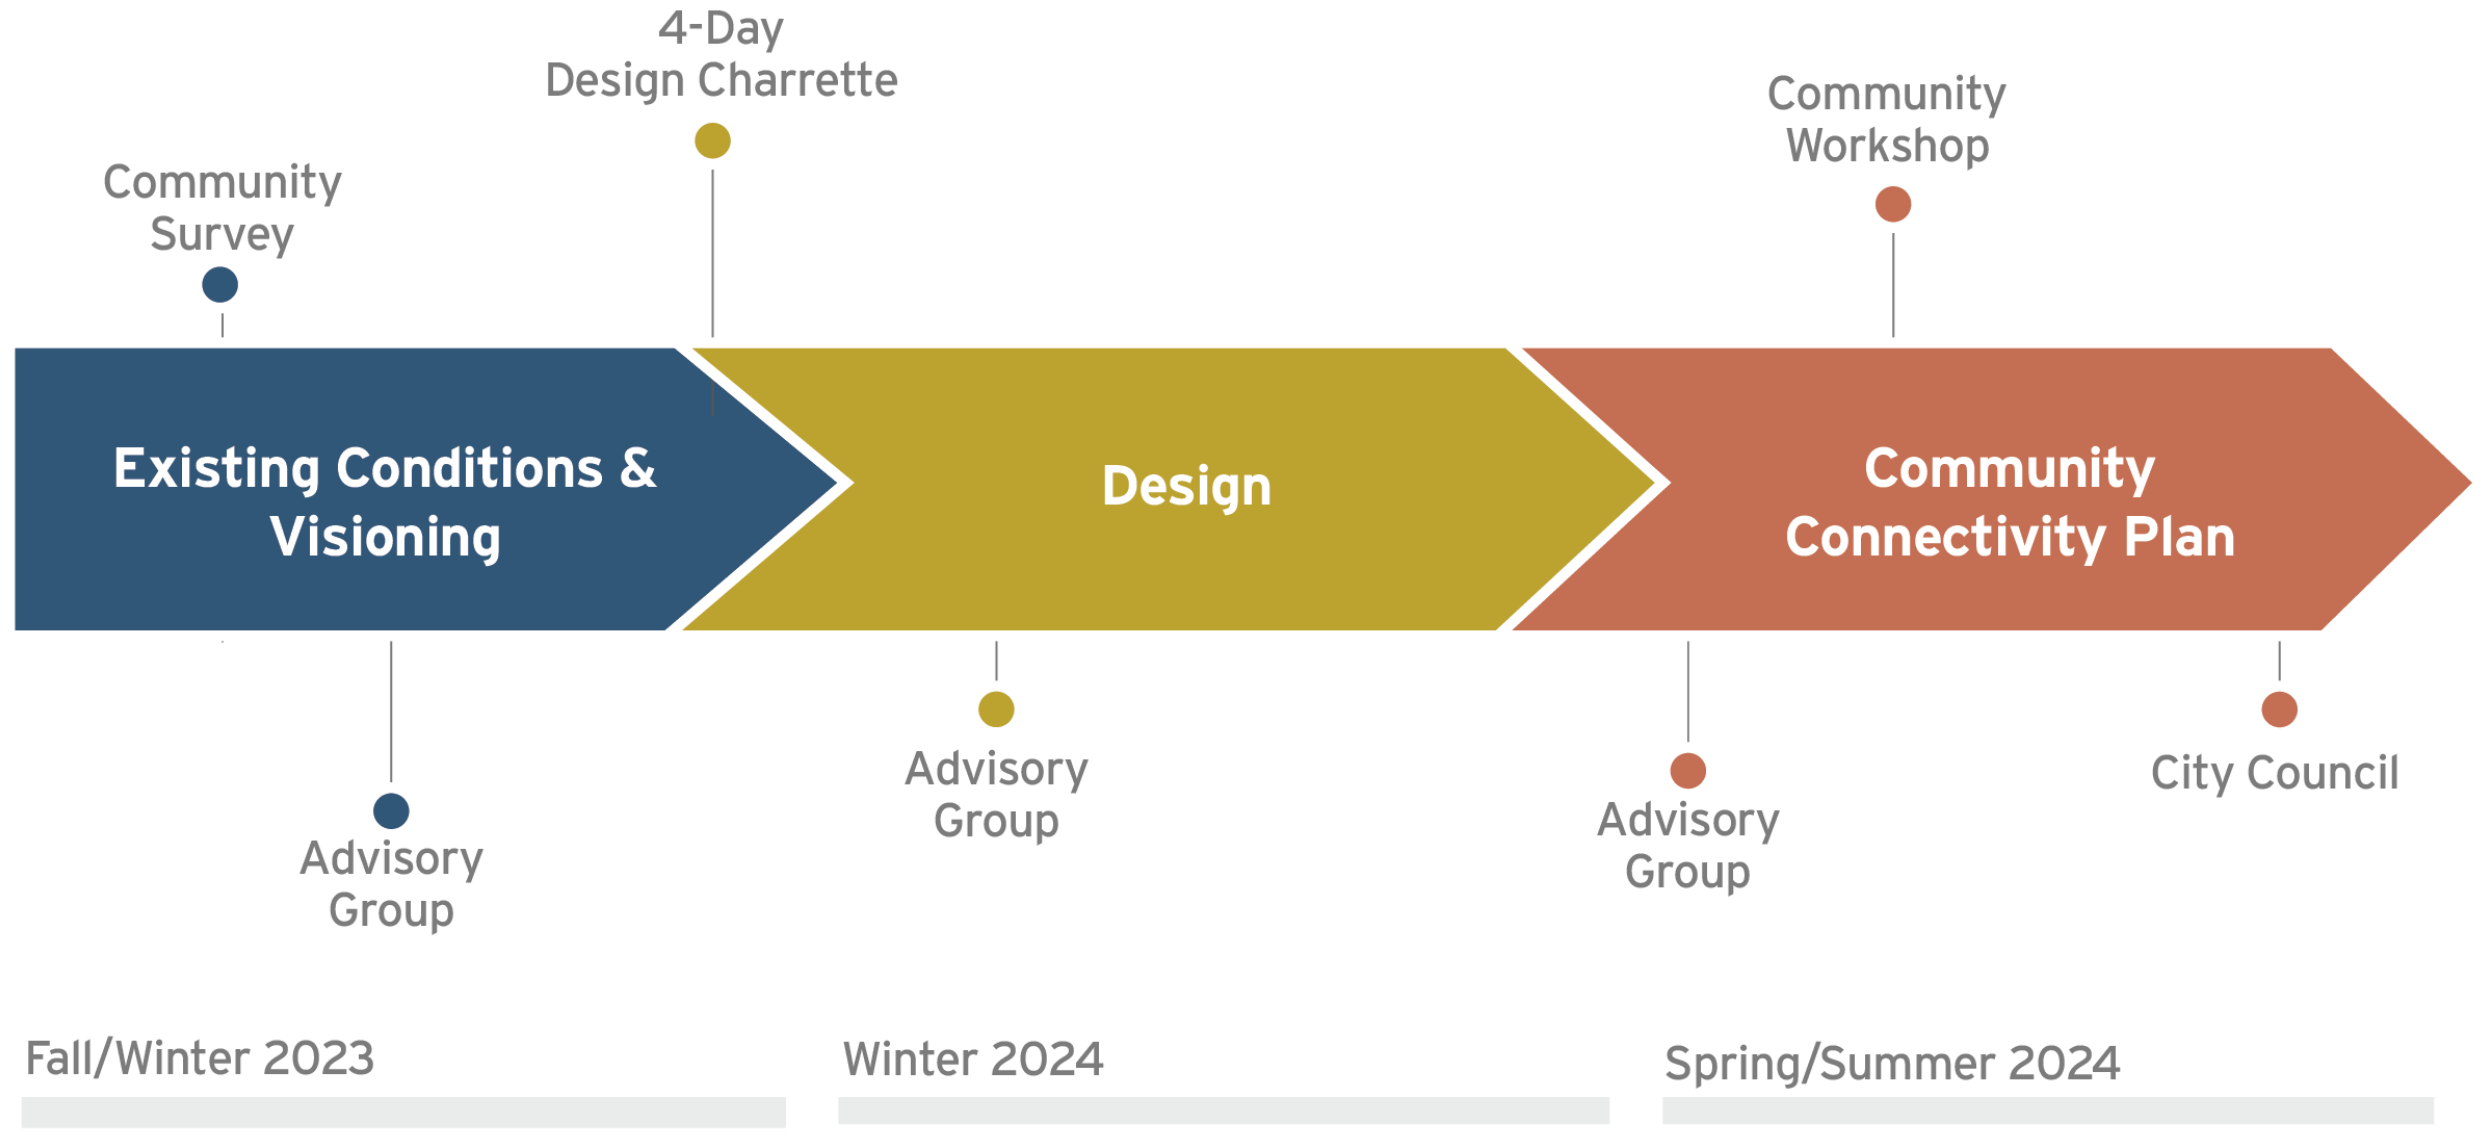 4-Day
Design Charrette
Community
Workshop
Community
Survey
Existing Conditions &
Visioning
Design
Community
Connectivity Plan
Advisory
Group
Advisory
Group
Advisory
Group
City Council
Fall/Winter 2023
Winter 2024
Spring/Summer 2024